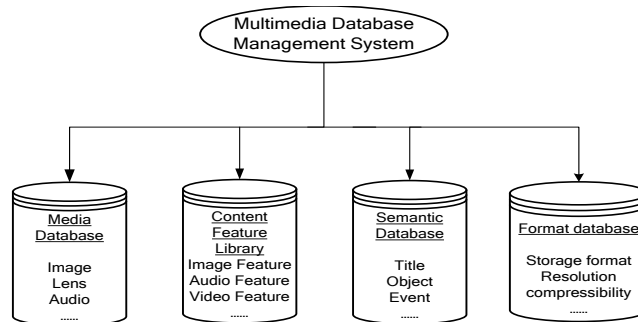 Multimedia Database
Management System
Media
Database
Image
Lens
Audio
......
Content
Feature
Library
Image Feature
Audio Feature
Video Feature
......
Semantic
Database
Title
Object
Event
......
Format database
Storage format
Resolution
compressibility
......